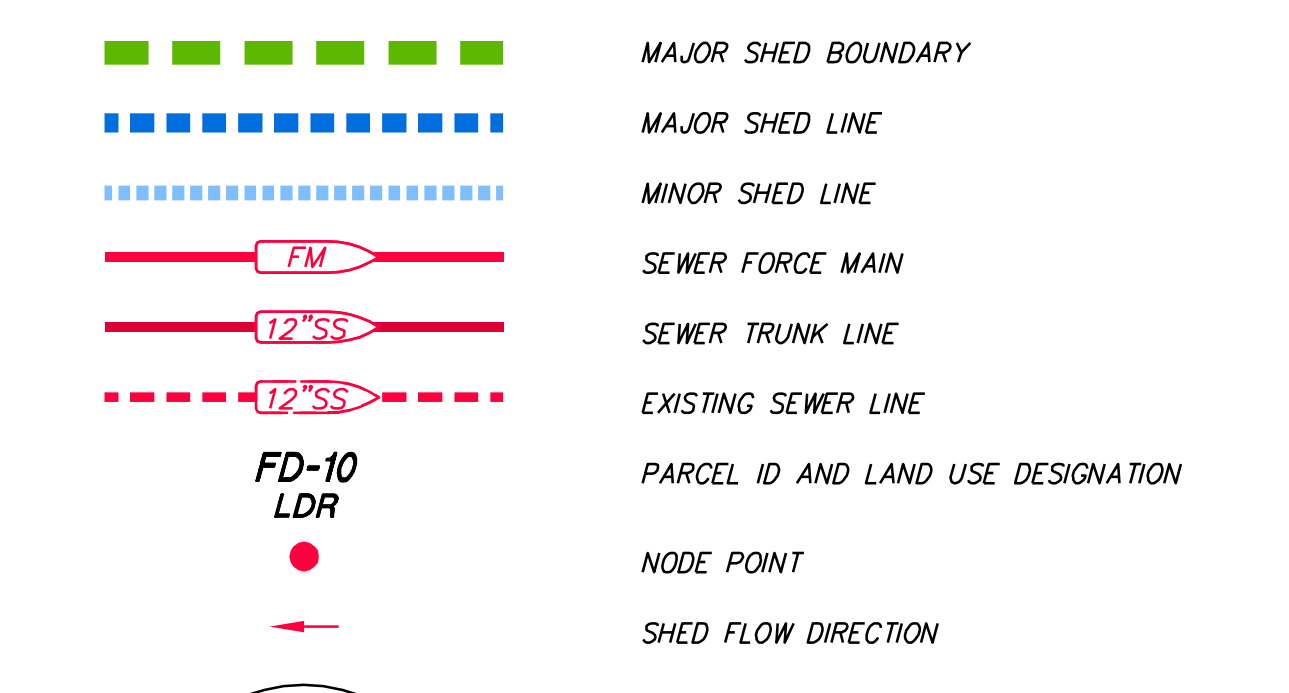 MAJOR SHED BOUNDARY
MAJOR SHED LINE
MINOR SHED LINE
FM SEWER FORCE MAIN
12"SS SEWER TRUNK LINE
12"SS EXISTING SEWER LINE
FD-10 PARCEL ID AND LAND USE DESIGNATION
LDR
NODE POINT
SHED FLOW DIRECTION